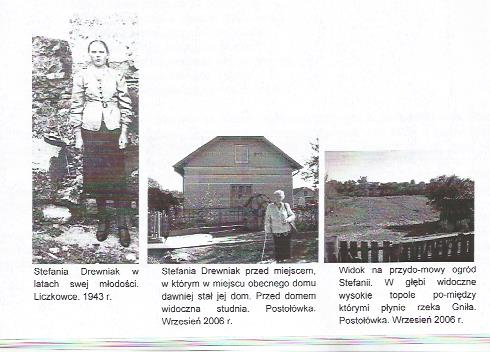 Stefania Drewniak w
latach swej młodości.
Liczkowce. 1943 r.
Stefania Drewniak przed miejscem,
w którym w miejscu obecnego domu
dawniej stał jej dom. Przed domem
widoczna studnia. Postołówka.
Wrzesień 2006 r.
Widok na przydo-mowy ogród
Stefanii. W głębi widoczne
wysokie topole po-między
którymi płynie rzeka Gniła.
Postołówka. Wrzesień 2006 r.